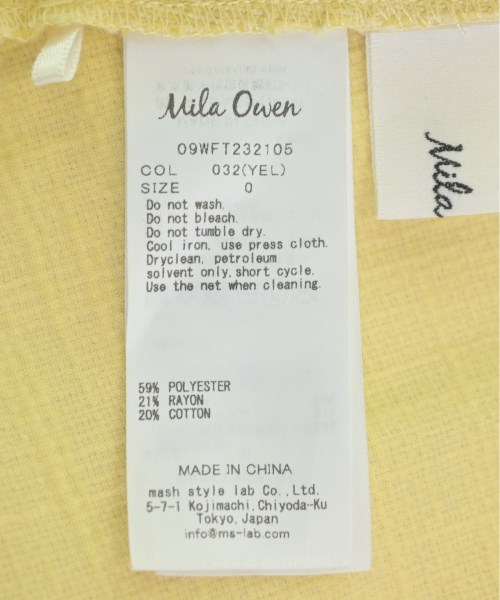 Mila Owen
09WFT232105
COL 032(YEL)
SIZE 0
Do not wash.
Do not bleach.
Do not tumble dry.
Cool iron, use press cloth.
Dryclean, petroleum
solvent only, short cycle.
Use the net when cleaning.
59% POLYESTER
21% RAYON
20% COTTON
MADE IN CHINA
mash style lab Co.,Ltd.
5-7-1 Kojimachi,Chiyoda-Ku
Tokyo,Japan
info@ms-lab.com
Mila